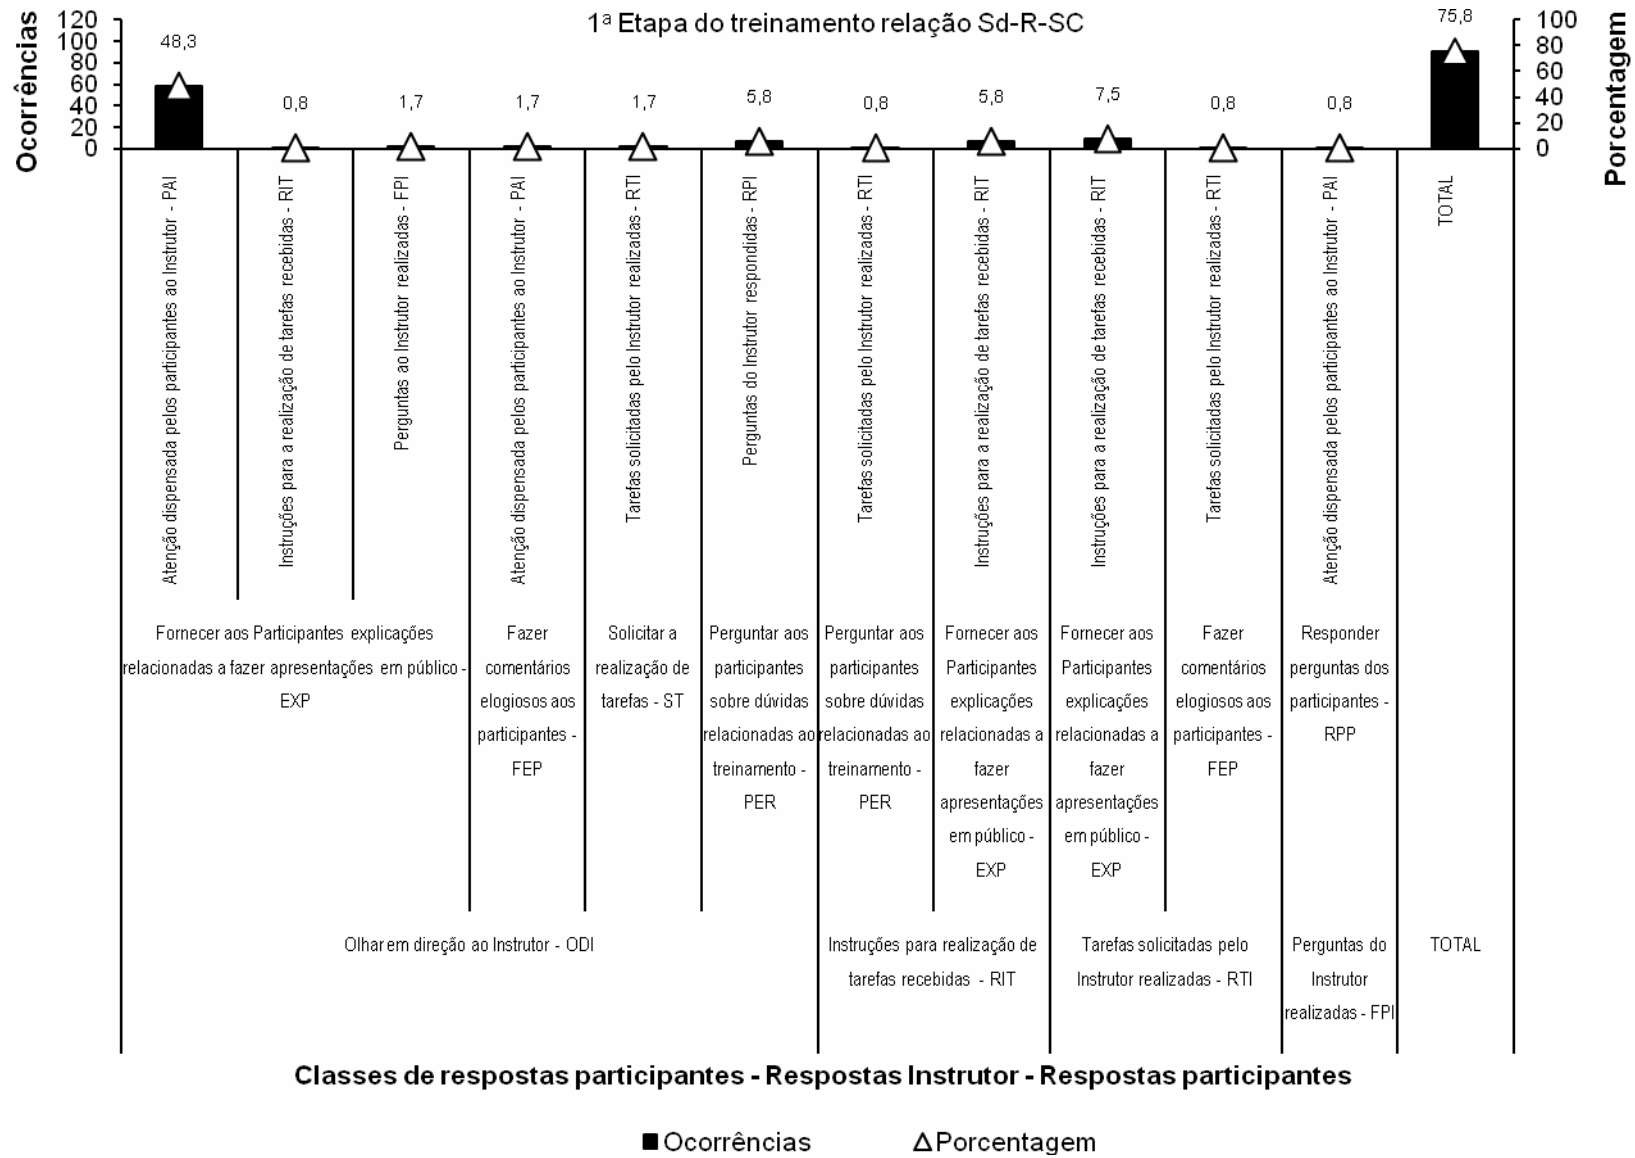 1ª Etapa do treinamento relação Sd-R-SC
Ocorrências
120
100
80
60
40
20
0
48,3
0,8
1,7
1,7
1,7
5,8
0,8
5,8
7,5
0,8
0,8
75,8
100
80
60
40
20
0
Porcentagem
Atenção dispensada pelos participantes ao Instrutor - PAI
Instruções para a realização de tarefas recebidas - RIT
Perguntas ao Instrutor realizadas - FPI
Atenção dispensada pelos participantes ao Instrutor - PAI
Tarefas solicitadas pelo Instrutor realizadas - RTI
Perguntas do Instrutor respondidas - RPI
Tarefas solicitadas pelo Instrutor realizadas - RTI
Instruções para a realização de tarefas recebidas - RIT
Instruções para a realização de tarefas recebidas - RIT
Tarefas solicitadas pelo Instrutor realizadas - RTI
Atenção dispensada pelos participantes ao Instrutor - PAI
TOTAL
Fornecer aos Participantes explicações
relacionadas a fazer apresentações em público -
EXP
Fazer
comentários
elogiosos aos
participantes -
FEP
Solicitar a
realização de
tarefas - ST
Perguntar aos
participantes
sobre dúvidas
relacionadas ao
treinamento -
PER
Perguntar aos
participantes
sobre dúvidas
relacionadas ao
treinamento -
PER
Fornecer aos
Participantes
explicações
relacionadas a
fazer
apresentações
em público -
EXP
Fornecer aos
Participantes
explicações
relacionadas a
fazer
apresentações
em público -
EXP
Fazer
comentários
elogiosos aos
participantes -
FEP
Responder
perguntas dos
participantes -
RPP
Olhar em direção ao Instrutor - ODI
Instruções para realização de
tarefas recebidas - RIT
Tarefas solicitadas pelo
Instrutor realizadas - RTI
Perguntas do
Instrutor
realizadas - FPI
TOTAL
Classes de respostas participantes - Respostas Instrutor - Respostas participantes
Ocorrências
Porcentagem